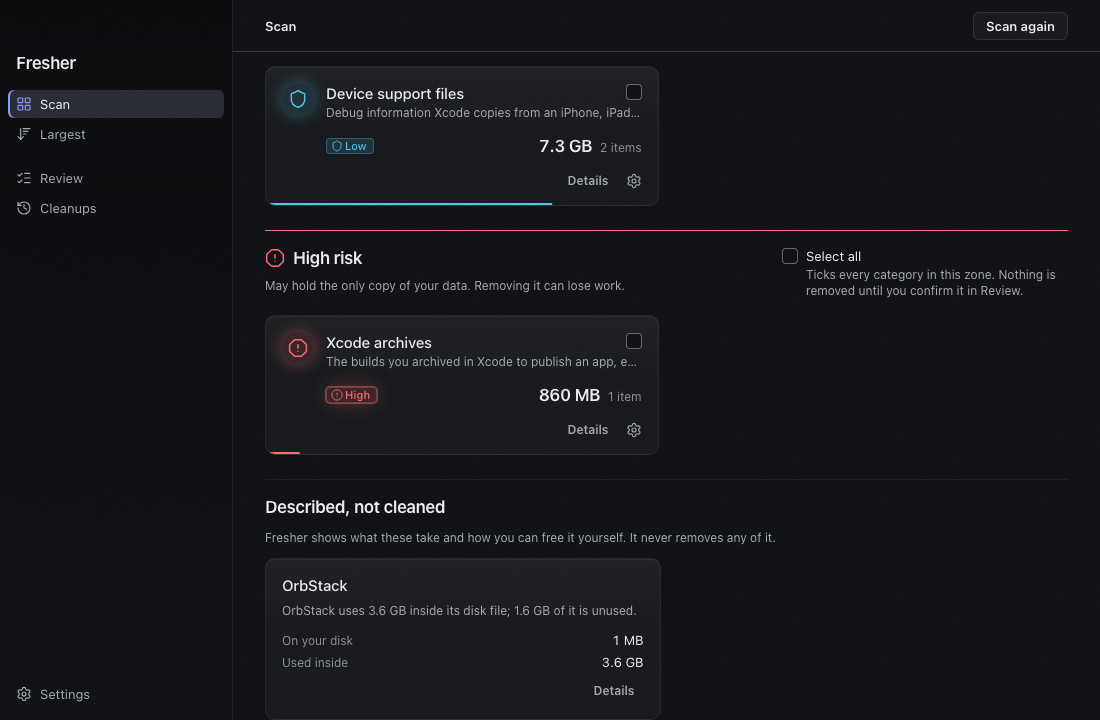 Fresher
Scan
Largest
Review
Cleanups
Settings
Scan
Scan again
Device support files
Debug information Xcode copies from an iPhone, iPad…
Low
7.3 GB 2 items
Details
High risk
May hold the only copy of your data. Removing it can lose work.
Select all
Ticks every category in this zone. Nothing is
removed until you confirm it in Review.
Xcode archives
The builds you archived in Xcode to publish an app, e…
High
860 MB 1 item
Details
Described, not cleaned
Fresher shows what these take and how you can free it yourself. It never removes any of it.
OrbStack
OrbStack uses 3.6 GB inside its disk file; 1.6 GB of it is unused.
On your disk 1 MB
Used inside 3.6 GB
Details